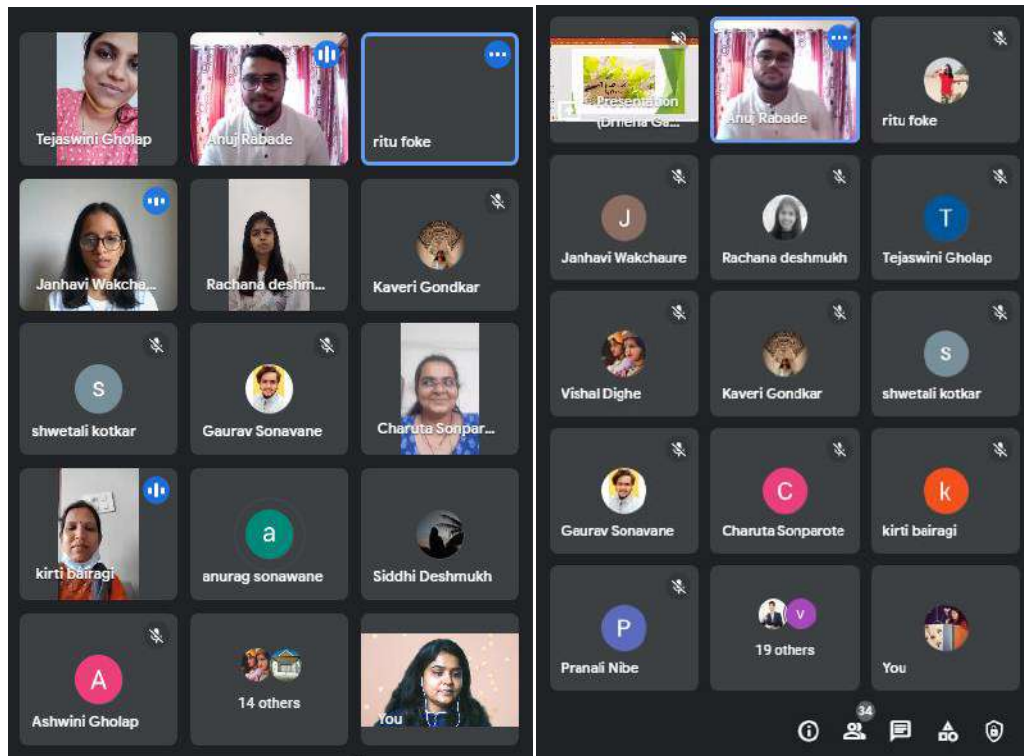 Tejaswini Gholap
Anuj Rabade
ritu foke
Janhavi Wakcha...
Rachana deshm...
Kaveri Gondkar
s
shwetali kotkar
Gaurav Sonavane
Charuta Sonpar...
kirti bairagi
a
anurag sonawane
Siddhi Deshmukh
A
Ashwini Gholap
14 others
You
Presentation
Anuj Rabade
ritu foke
J
Janhavi Wakchaure
Rachana deshmukh
T
Tejaswini Gholap
Vishal Dighe
Kaveri Gondkar
s
shwetali kotkar
Gaurav Sonavane
C
Charuta Sonparote
k
kirti bairagi
P
Pranali Nibe
v
19 others
You
34